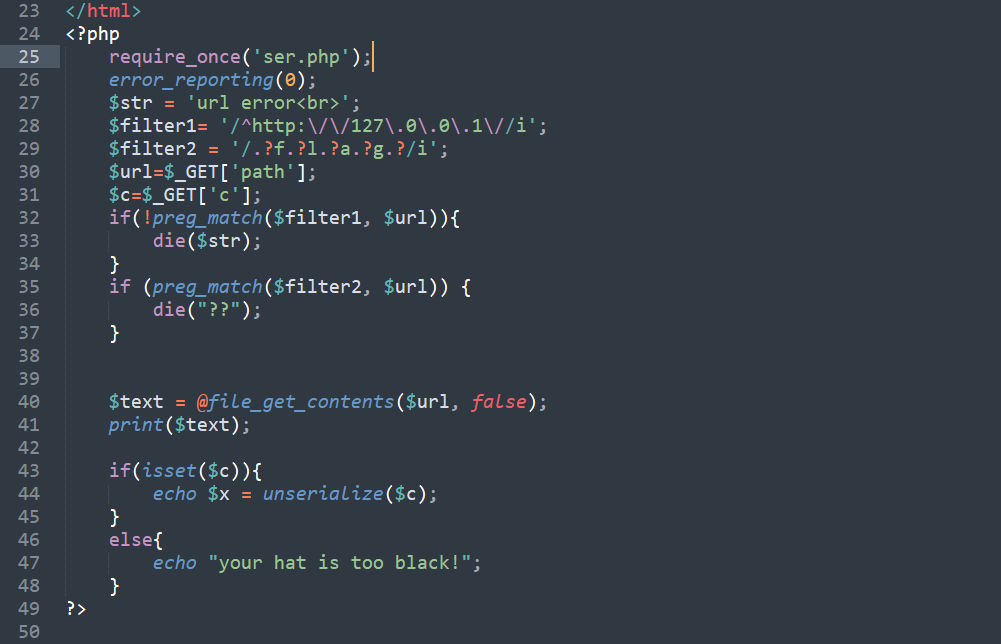 23 </html>
24 <?php
25     require_once('ser.php');
26     error_reporting(0);
27     $str = 'url error<br>';
28     $filter1= '/^http:\/\/127\.0\.0\.1\//i';
29     $filter2 = '/.?f.?l.?a.?g.?/i';
30     $url=$_GET['path'];
31     $c=$_GET['c'];
32     if(!preg_match($filter1, $url)){
33         die($str);
34     }
35     if (preg_match($filter2, $url)) {
36         die("??");
37     }
38
39
40     $text = @file_get_contents($url, false);
41     print($text);
42
43     if(isset($c)){
44         echo $x = unserialize($c);
45     }
46     else{
47         echo "your hat is too black!";
48     }
49 ?>
50